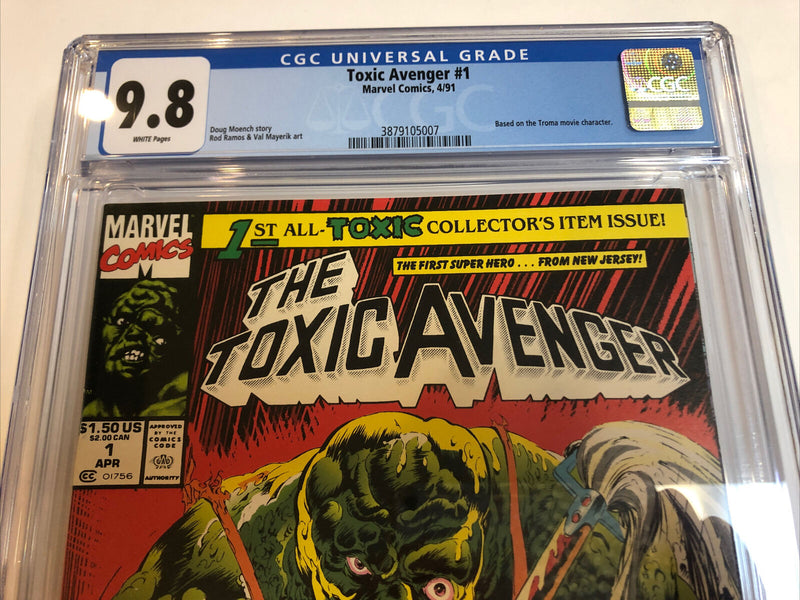 CGC UNIVERSAL GRADE
9.8
WHITE Pages
Toxic Avenger #1
Marvel Comics, 4/91
Doug Moench story
Rod Ramos & Val Mayerik art
3879105007
Based on the Troma movie character.
CGC
CGC
MARVEL
COMICS
1ST ALL-TOXIC COLLECTOR'S ITEM ISSUE!
THE FIRST SUPER HERO . . . FROM NEW JERSEY!
THE
TOXIC AVENGER
TM
$1.50 US
$2.00 CAN
1
APR
CC 01756
APPROVED
BY THE
COMICS
CODE
AUTHORITY